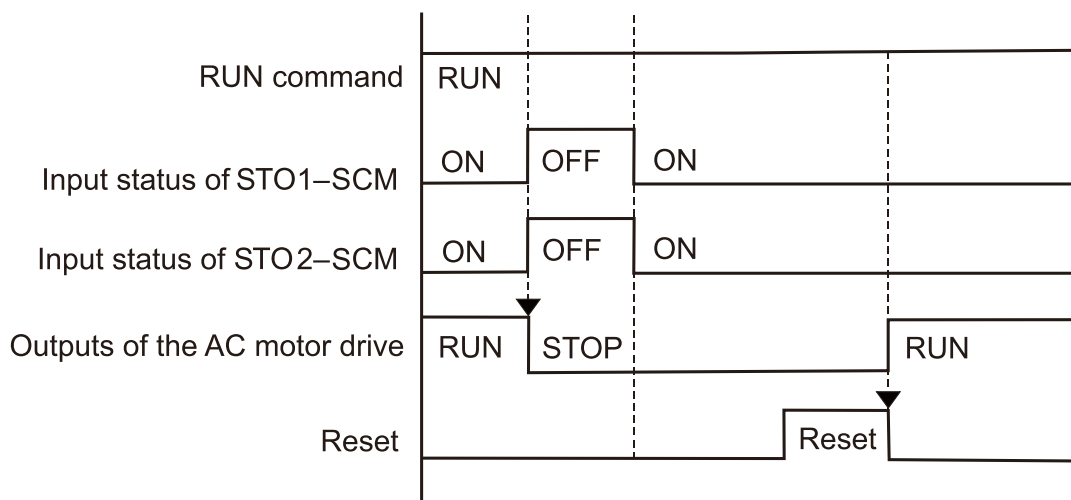 RUN command RUN
Input status of STO1–SCM ON OFF ON
Input status of STO2–SCM ON OFF ON
Outputs of the AC motor drive RUN STOP RUN
Reset Reset